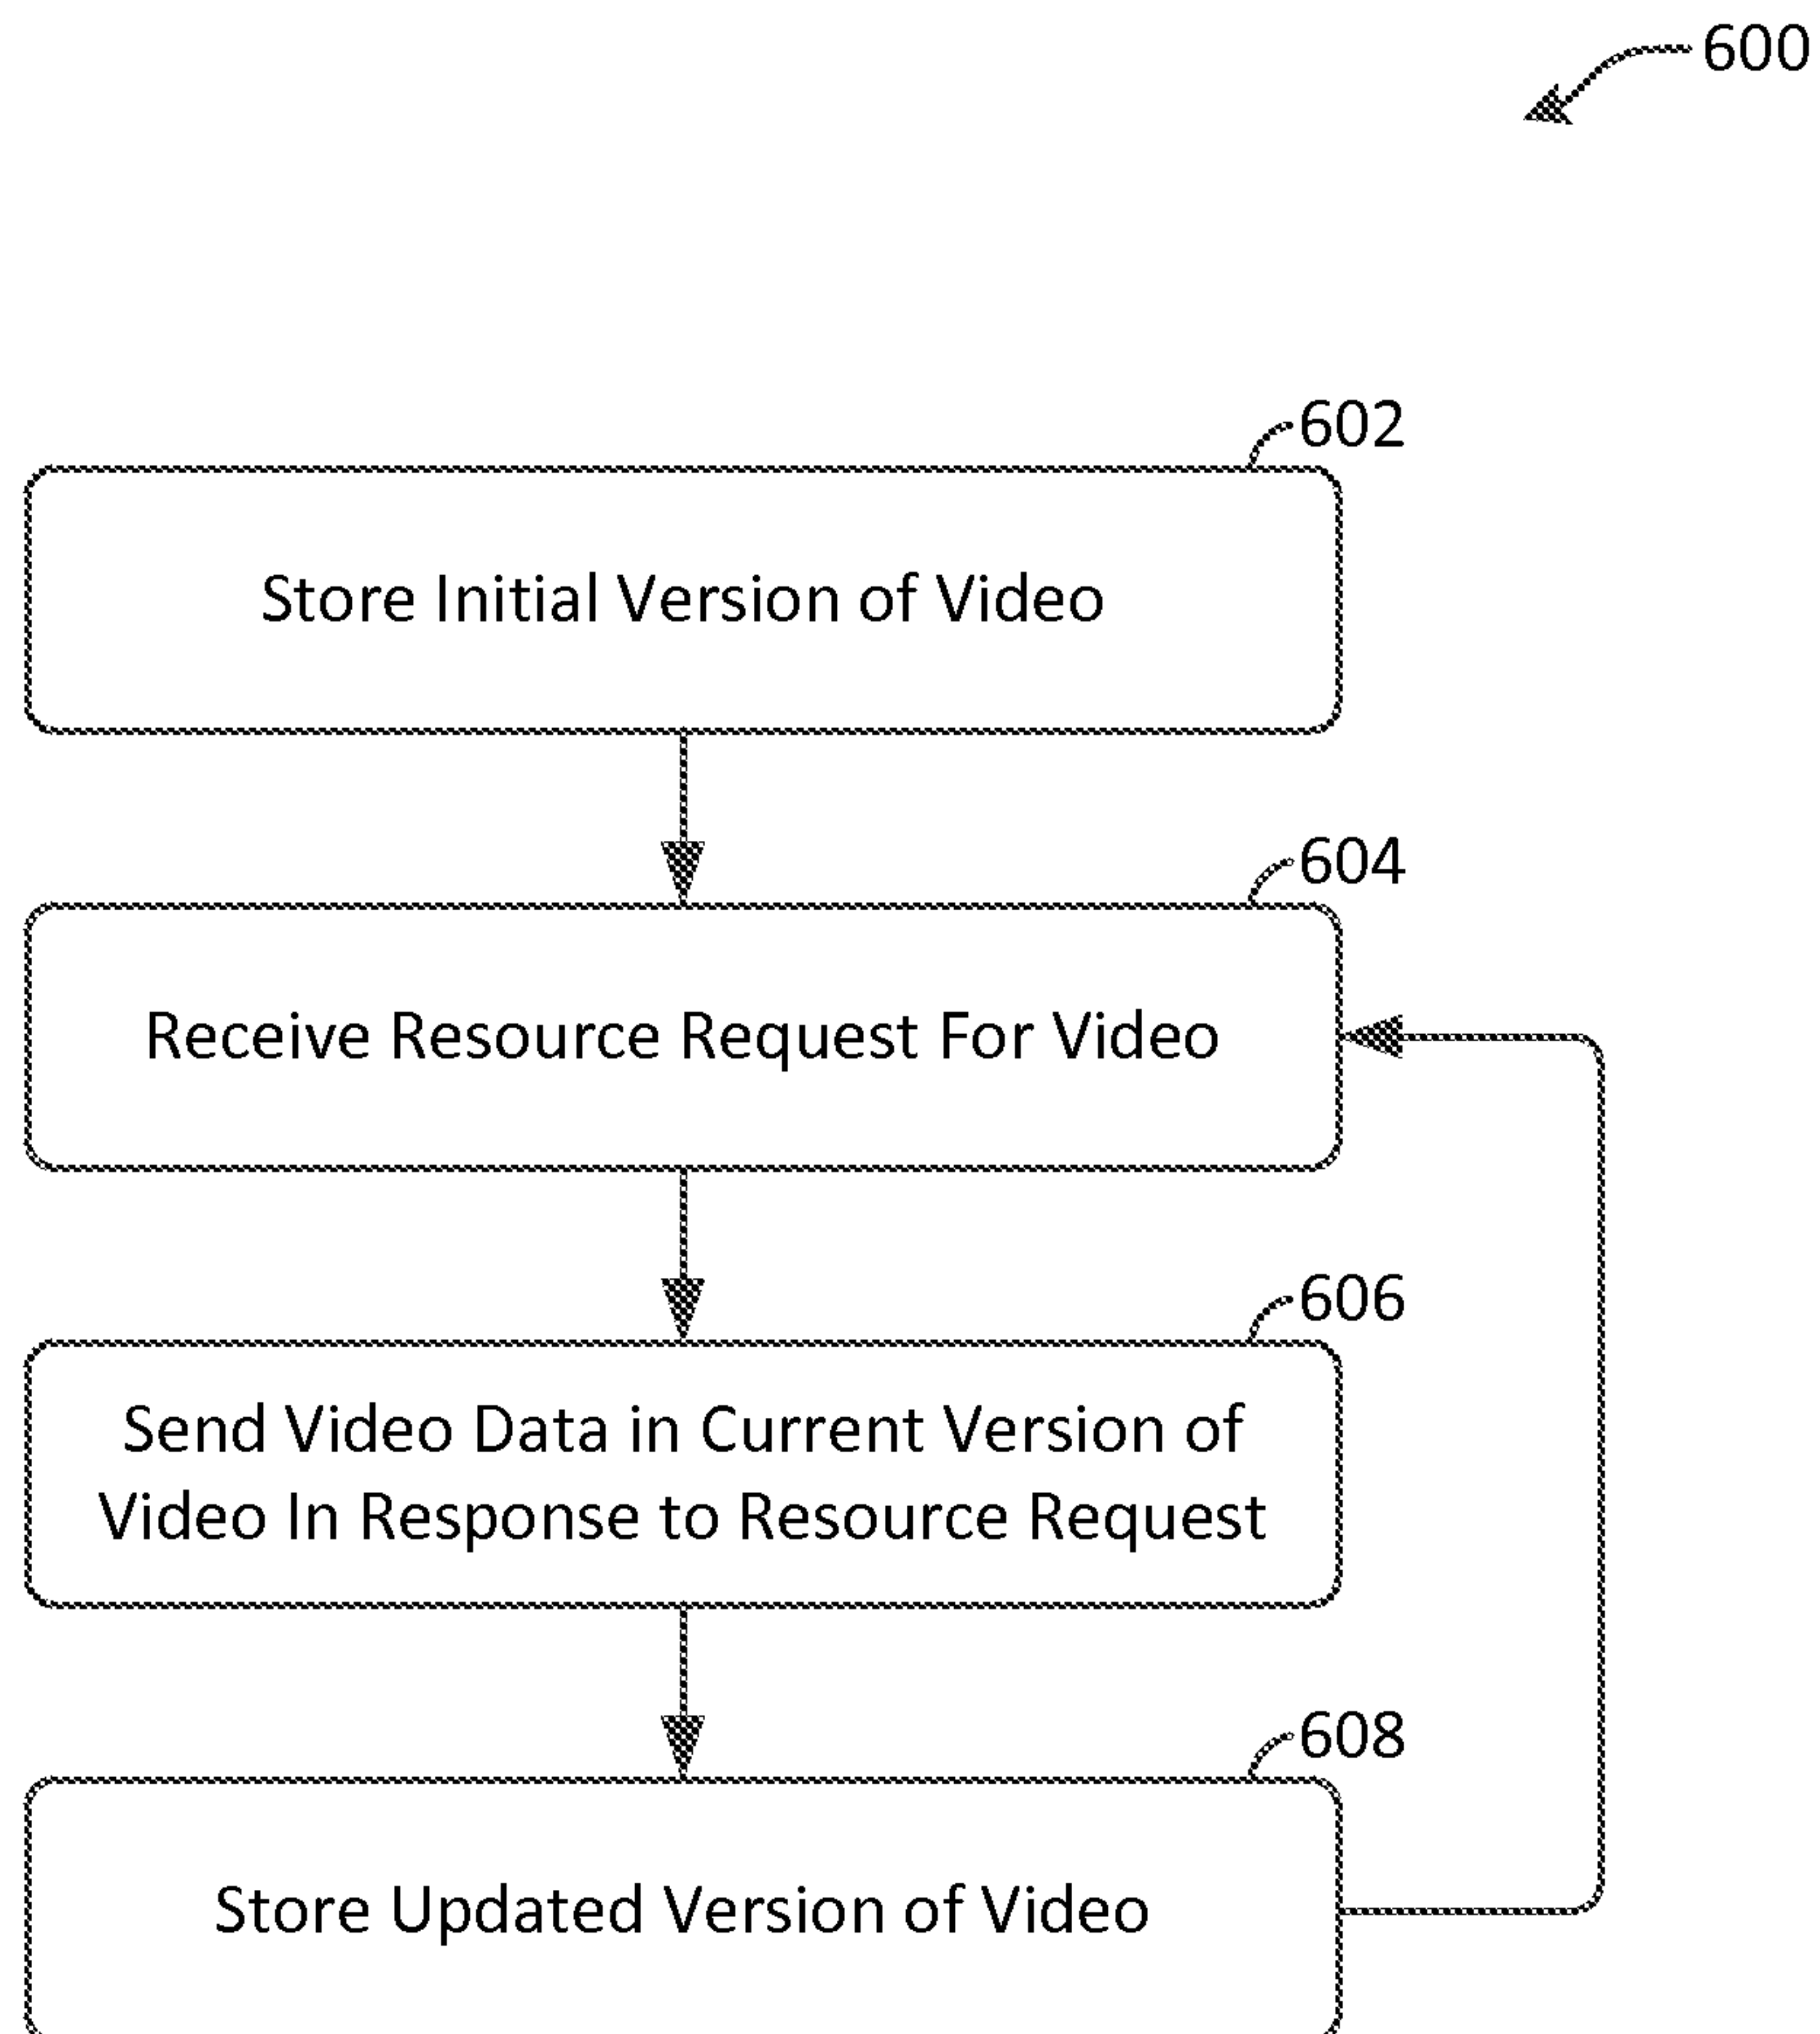 600
602
Store Initial Version of Video
604
Receive Resource Request For Video
606
Send Video Data in Current Version of
Video In Response to Resource Request
608
Store Updated Version of Video